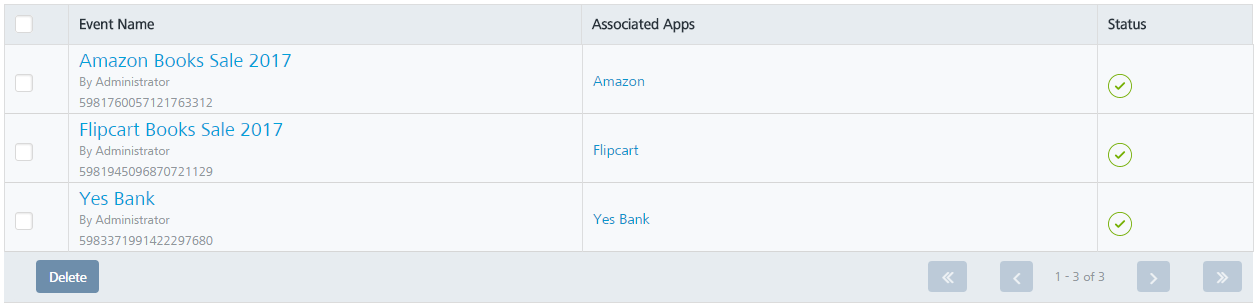 Event Name Associated Apps Status
Amazon Books Sale 2017
By Administrator
5981760057121763312
Amazon
Flipcart Books Sale 2017
By Administrator
5981945096870721129
Flipcart
Yes Bank
By Administrator
5983371991422297680
Yes Bank
Delete 1 - 3 of 3